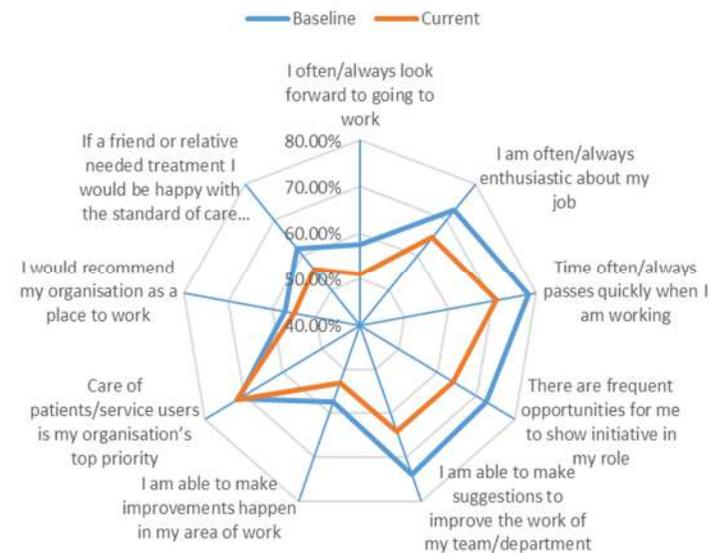 Baseline
Current
I often/always look
forward to going to
work
I am often/always
enthusiastic about my
job
Time often/always
passes quickly when I
am working
There are frequent
opportunities for me
to show initiative in
my role
I am able to make
suggestions to
improve the work of
my team/department
I am able to make
improvements happen
in my area of work
Care of
patients/service users
is my organisation's
top priority
I would recommend
my organisation as a
place to work
If a friend or relative
needed treatment I
would be happy with
the standard of care...
80.00%
70.00%
60.00%
50.00%
40.00%